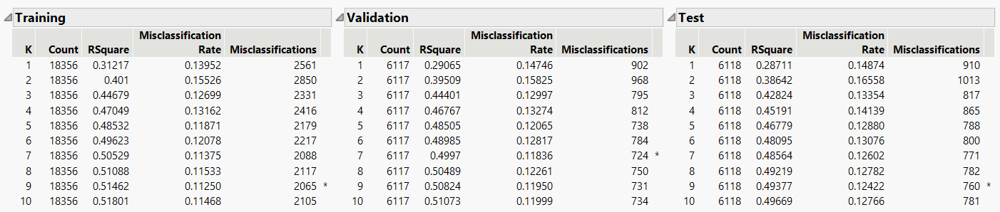 Training
Misclassification
K Count RSquare Rate Misclassifications
1 18356 0.31217 0.13952 2561
2 18356 0.401 0.15526 2850
3 18356 0.44679 0.12699 2331
4 18356 0.47049 0.13162 2416
5 18356 0.48532 0.11871 2179
6 18356 0.49623 0.12078 2217
7 18356 0.50529 0.11375 2088
8 18356 0.51088 0.11533 2117
9 18356 0.51462 0.11250 2065 *
10 18356 0.51801 0.11468 2105
Validation
Misclassification
K Count RSquare Rate Misclassifications
1 6117 0.29065 0.14746 902
2 6117 0.39509 0.15825 968
3 6117 0.44401 0.12997 795
4 6117 0.46767 0.13274 812
5 6117 0.48505 0.12065 738
6 6117 0.48985 0.12817 784
7 6117 0.4997 0.11836 724 *
8 6117 0.50489 0.12261 750
9 6117 0.50824 0.11950 731
10 6117 0.51073 0.11999 734
Test
Misclassification
K Count RSquare Rate Misclassifications
1 6118 0.28711 0.14874 910
2 6118 0.38642 0.16558 1013
3 6118 0.42824 0.13354 817
4 6118 0.45191 0.14139 865
5 6118 0.46779 0.12880 788
6 6118 0.48095 0.13076 800
7 6118 0.48564 0.12602 771
8 6118 0.49219 0.12782 782
9 6118 0.49377 0.12422 760 *
10 6118 0.49669 0.12766 781